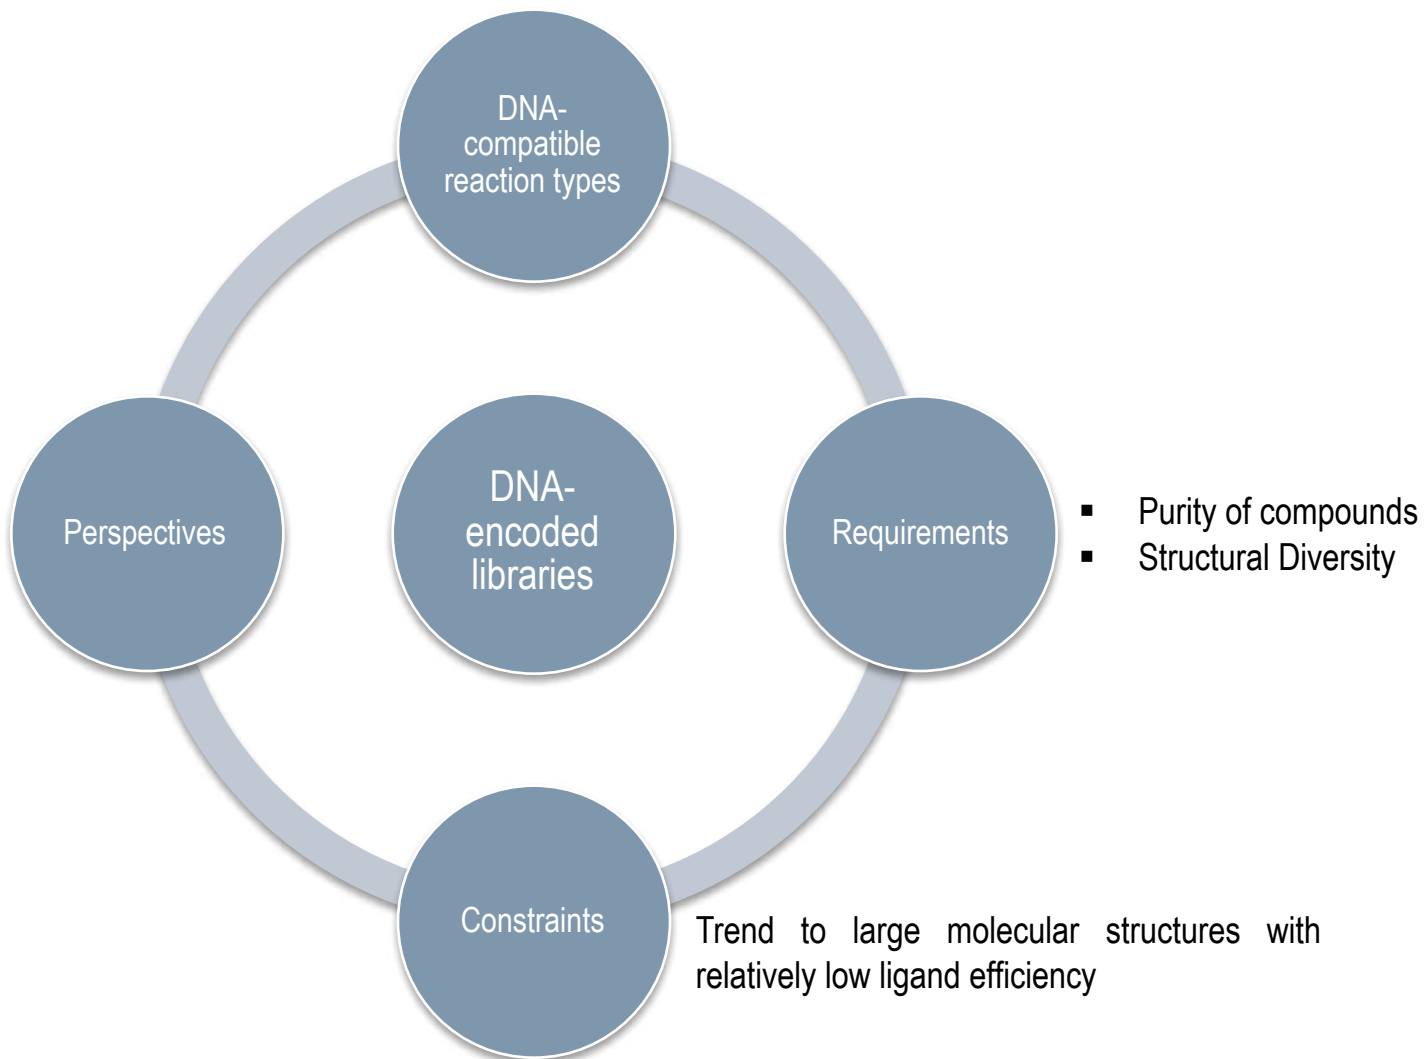 DNA-
compatible
reaction types
Perspectives
DNA-
encoded
libraries
Requirements
▪ Purity of compounds
▪ Structural Diversity
Constraints
Trend to large molecular structures with
relatively low ligand efficiency